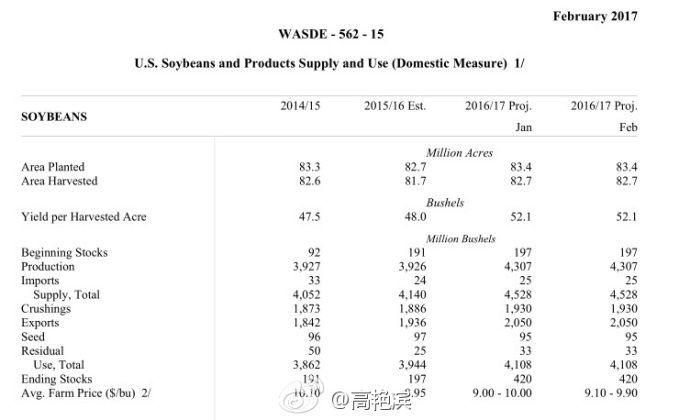 February 2017
WASDE - 562 - 15
U.S. Soybeans and Products Supply and Use (Domestic Measure) 1/
SOYBEANS 2014/15 2015/16 Est. 2016/17 Proj. 2016/17 Proj.
Jan Feb
Million Acres
Area Planted 83.3 82.7 83.4 83.4
Area Harvested 82.6 81.7 82.7 82.7
Bushels
Yield per Harvested Acre 47.5 48.0 52.1 52.1
Million Bushels
Beginning Stocks 92 191 197 197
Production 3,927 3,926 4,307 4,307
Imports 33 24 25 25
Supply, Total 4,052 4,140 4,528 4,528
Crushings 1,873 1,886 1,930 1,930
Exports 1,842 1,936 2,050 2,050
Seed 96 97 95 95
Residual 50 25 33 33
Use, Total 3,862 3,944 4,108 4,108
Ending Stocks 191 197 420 420
Avg. Farm Price ($/bu) 2/ 10.10 9.00 - 10.00 9.10 - 9.90
@高艳滨